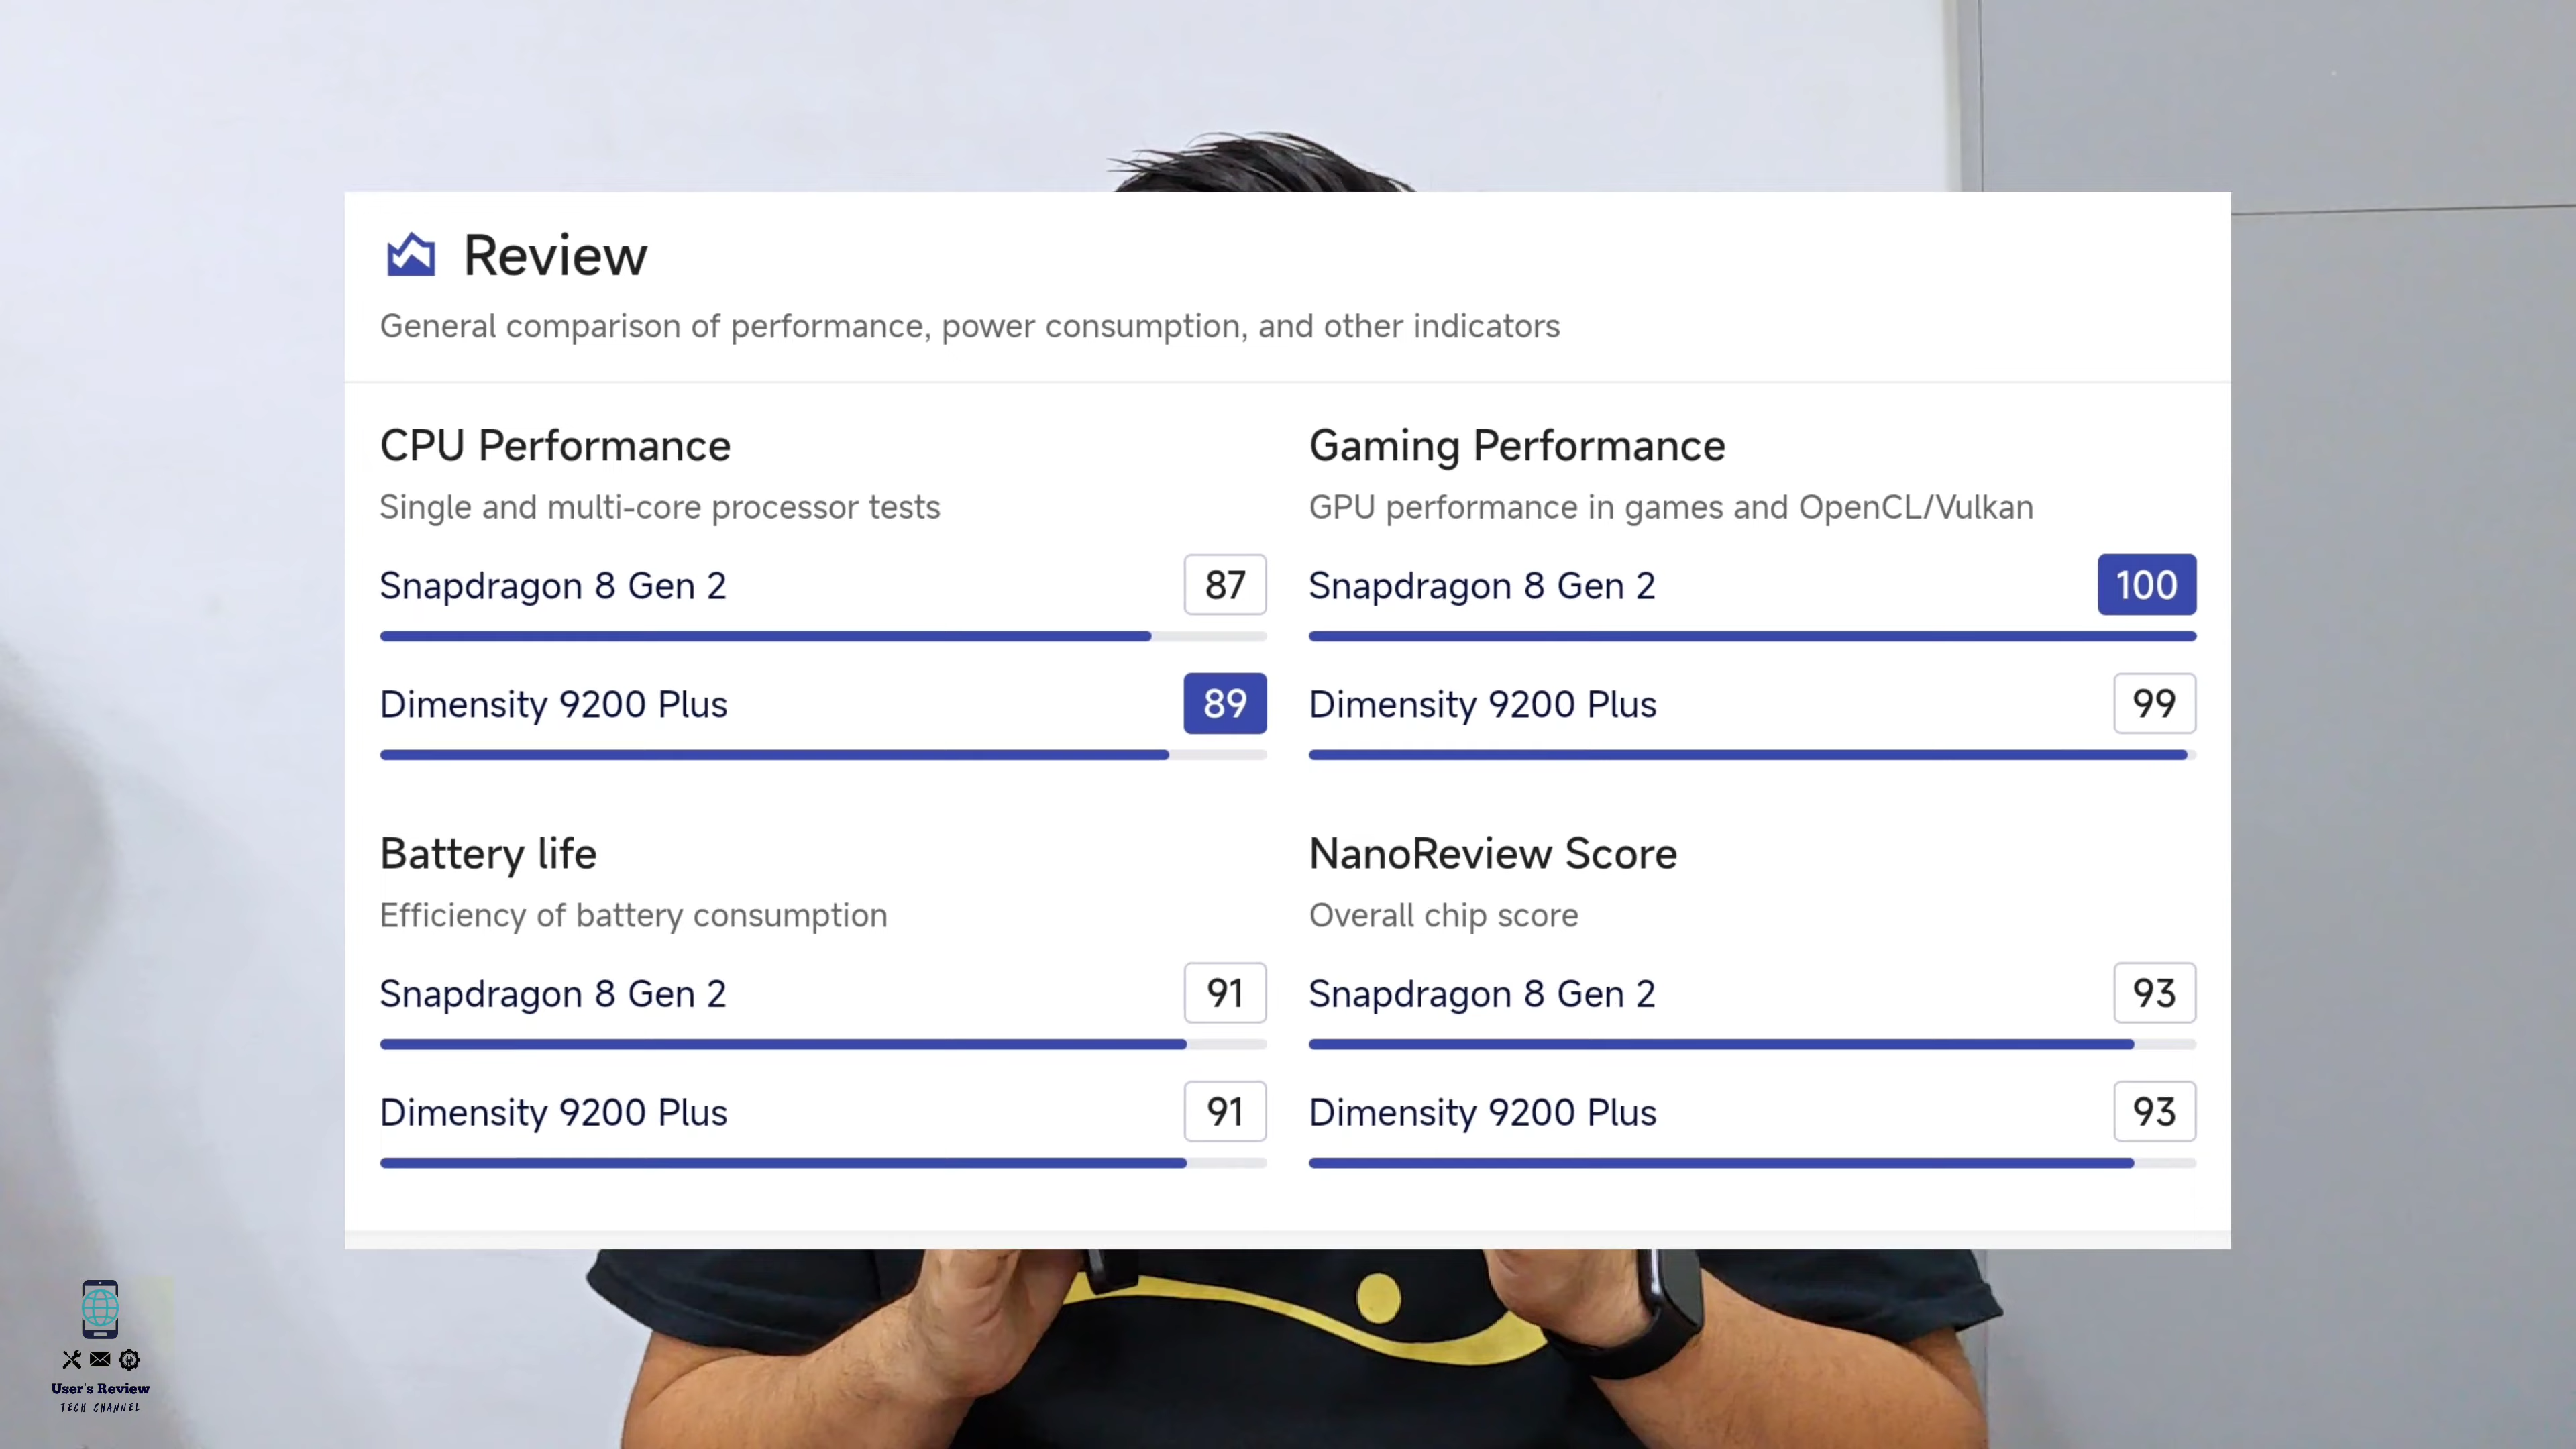 Review
General comparison of performance, power consumption, and other indicators
CPU Performance
Single and multi-core processor tests
Snapdragon 8 Gen 2 87
Dimensity 9200 Plus 89
Gaming Performance
GPU performance in games and OpenCL/Vulkan
Snapdragon 8 Gen 2 100
Dimensity 9200 Plus 99
Battery life
Efficiency of battery consumption
Snapdragon 8 Gen 2 91
Dimensity 9200 Plus 91
NanoReview Score
Overall chip score
Snapdragon 8 Gen 2 93
Dimensity 9200 Plus 93
User's Review
TECH CHANNEL